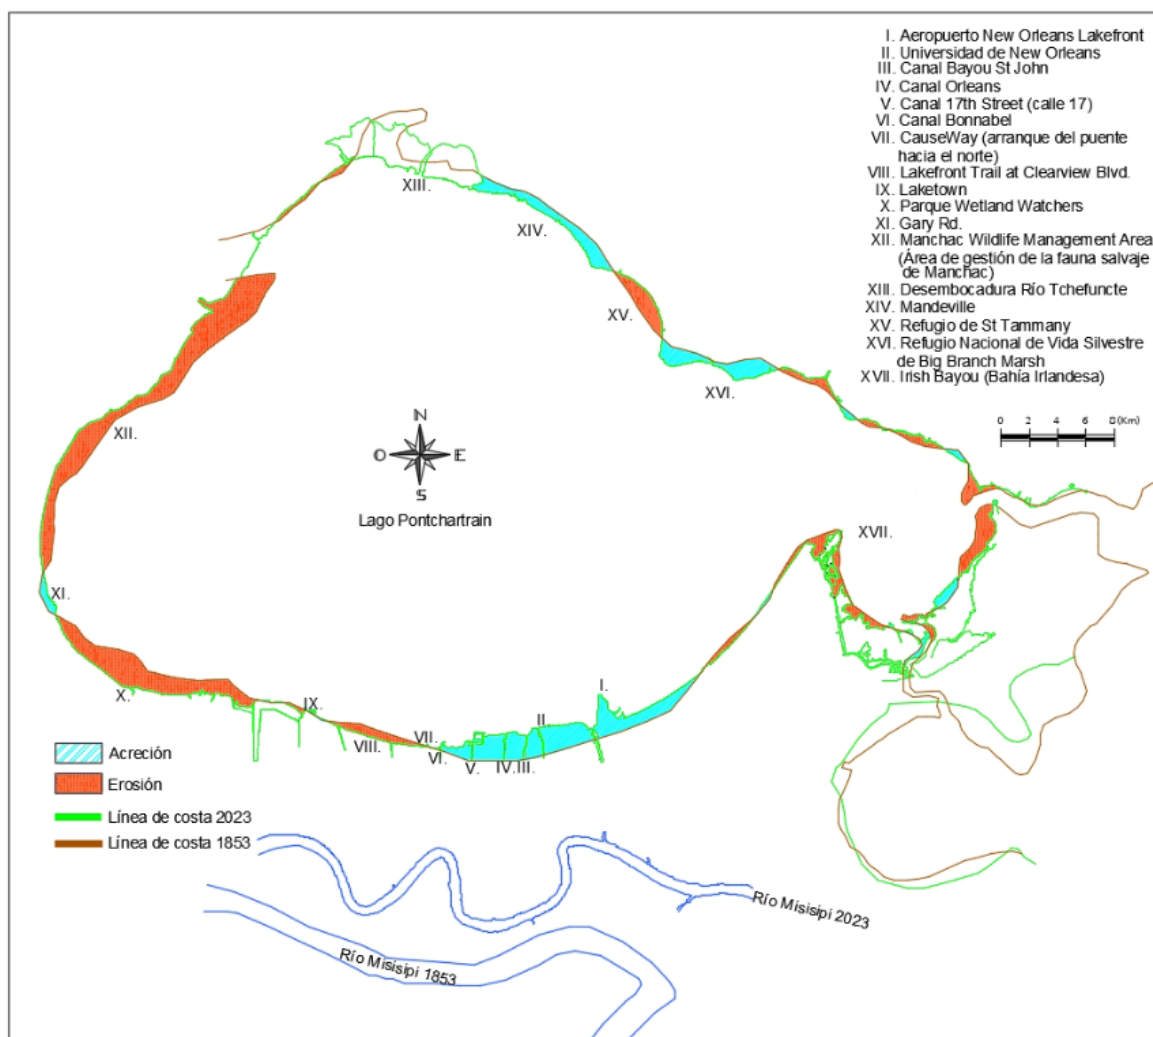 I. Aeropuerto New Orleans Lakefront
II. Universidad de New Orleans
III. Canal Bayou St John
IV. Canal Orleans
V. Canal 17th Street (calle 17)
VI. Canal Bonnabel
VII. CauseWay (arranque del puente
hacia el norte)
VIII. Lakefront Trail at Clearview Blvd.
IX. Laketown
X. Parque Wetland Watchers
XI. Gary Rd.
XII. Manchac Wildlife Management Area
(Área de gestión de la fauna salvaje
de Manchac)
XIII. Desembocadura Río Tchefuncte
XIV. Mandeville
XV. Refugio de St Tammany
XVI. Refugio Nacional de Vida Silvestre
de Big Branch Marsh
XVII. Irish Bayou (Bahía Irlandesa)
0 2 4 6 8(Km)
XIII.
XIV.
XV.
XVI.
XII.
N
O E
S
Lago Pontchartrain
XVII.
XI.
X.
IX.
I.
II
VIII.
VII.
VI.
V.
IV.
III.
Acreción
Erosión
Línea de costa 2023
Línea de costa 1853
Río Misisipi 2023
Río Misisipi 1853